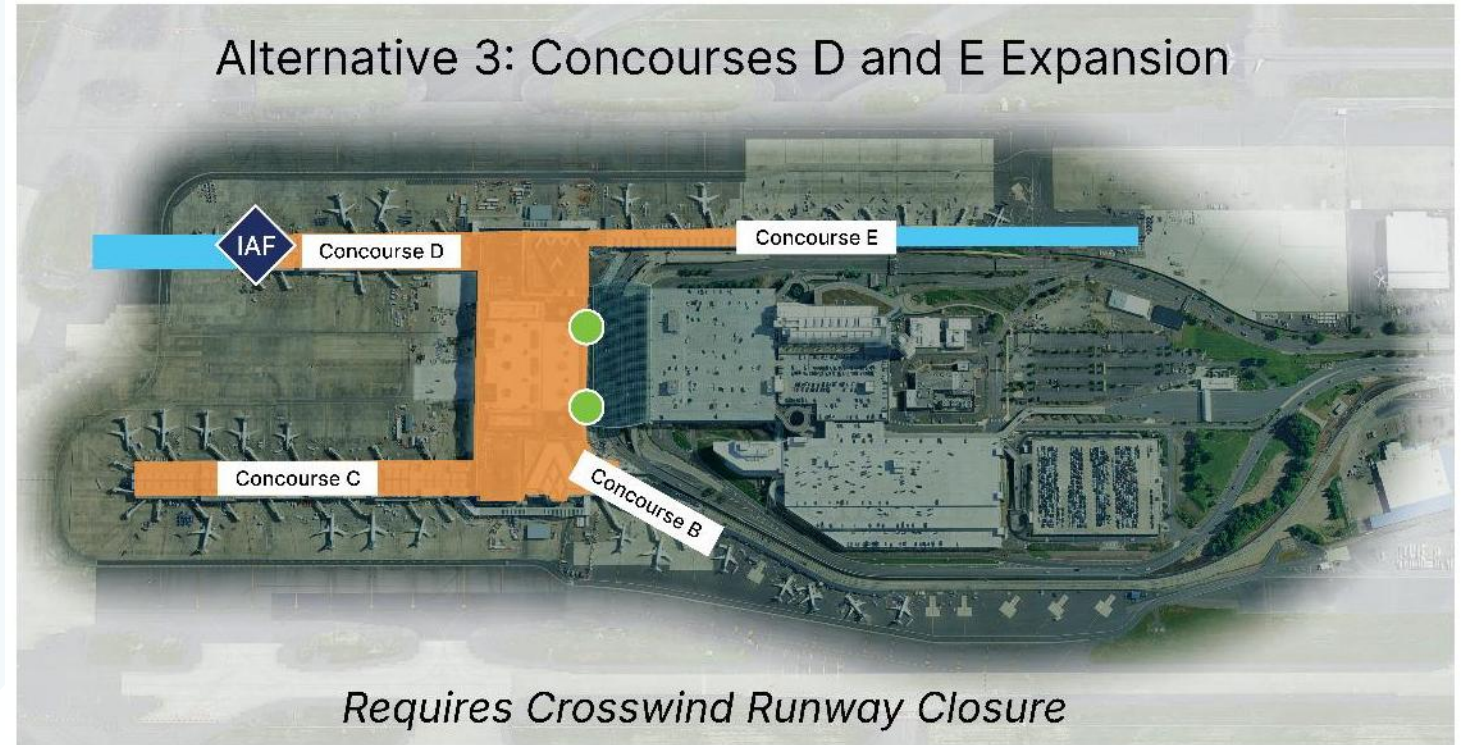 Alternative 3: Concourses D and E Expansion
IAF
Concourse D
Concourse E
Concourse C
Concourse B
Requires Crosswind Runway Closure